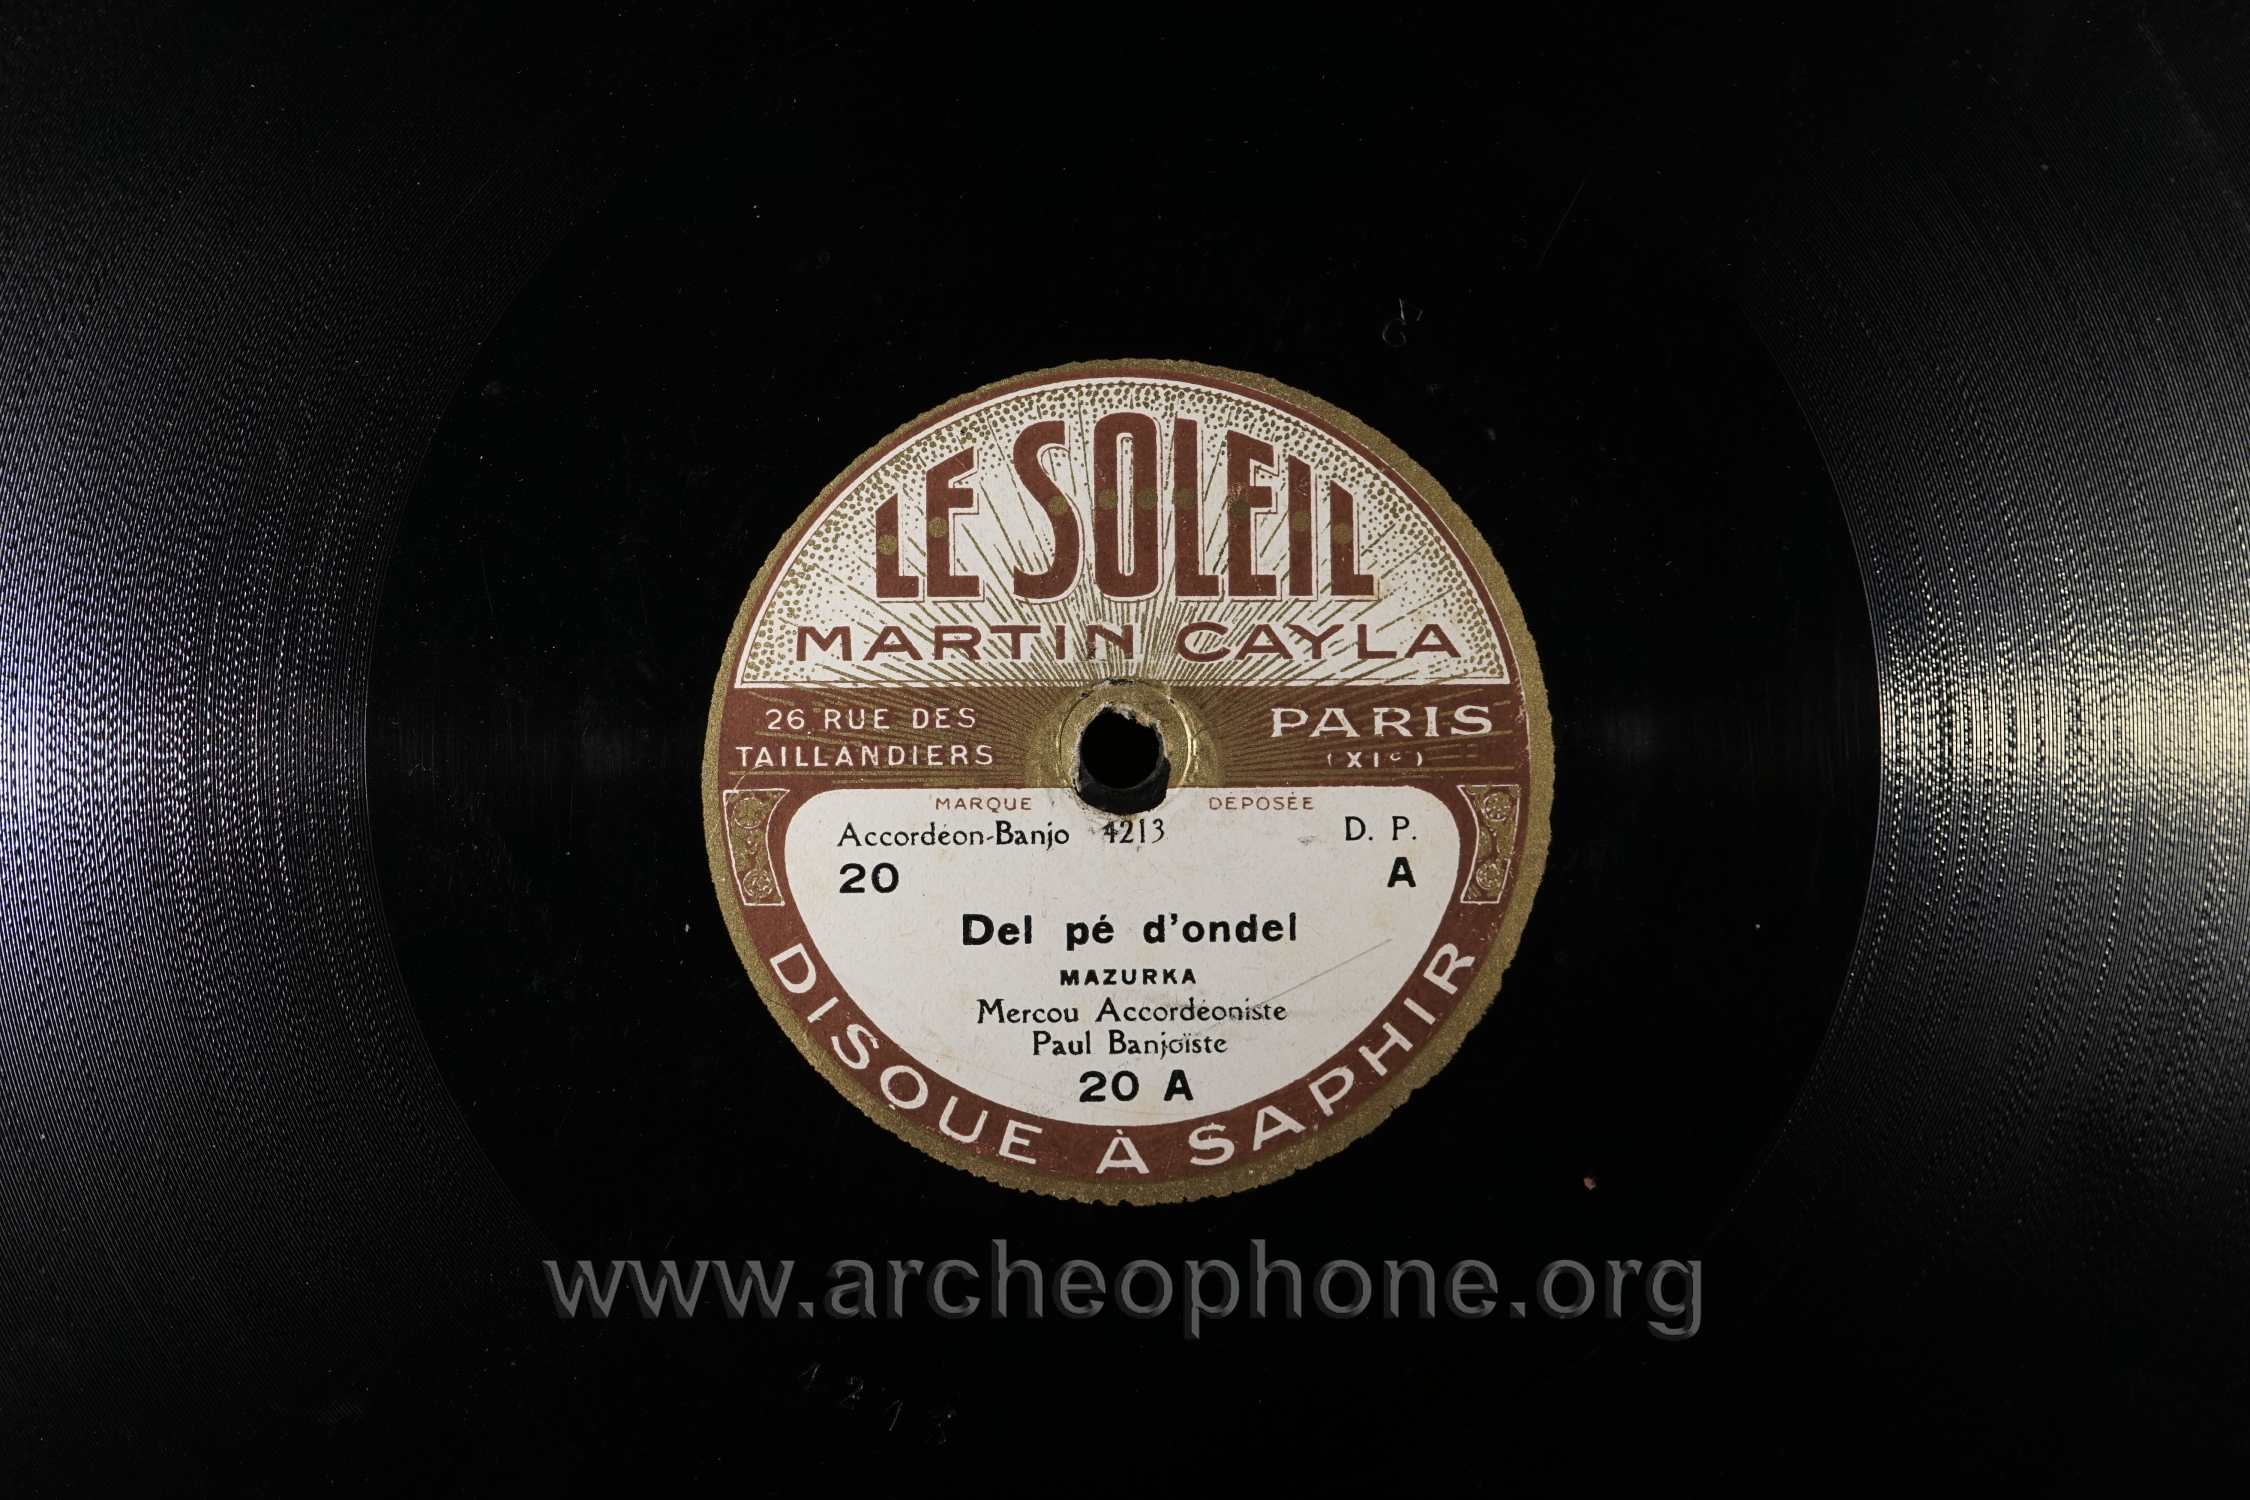 LE SOLEIL
MARTIN CAYLA
26, RUE DES
TAILLANDIERS
PARIS
(XIe)
MARQUE DEPOSÉE
Accordéon-Banjo 4213 D. P.
20 A
Del pé d'ondel
MAZURKA
Mercou Accordéoniste
Paul Banjoïste
20 A
DISQUE À SAPHIR
www.archeophone.org